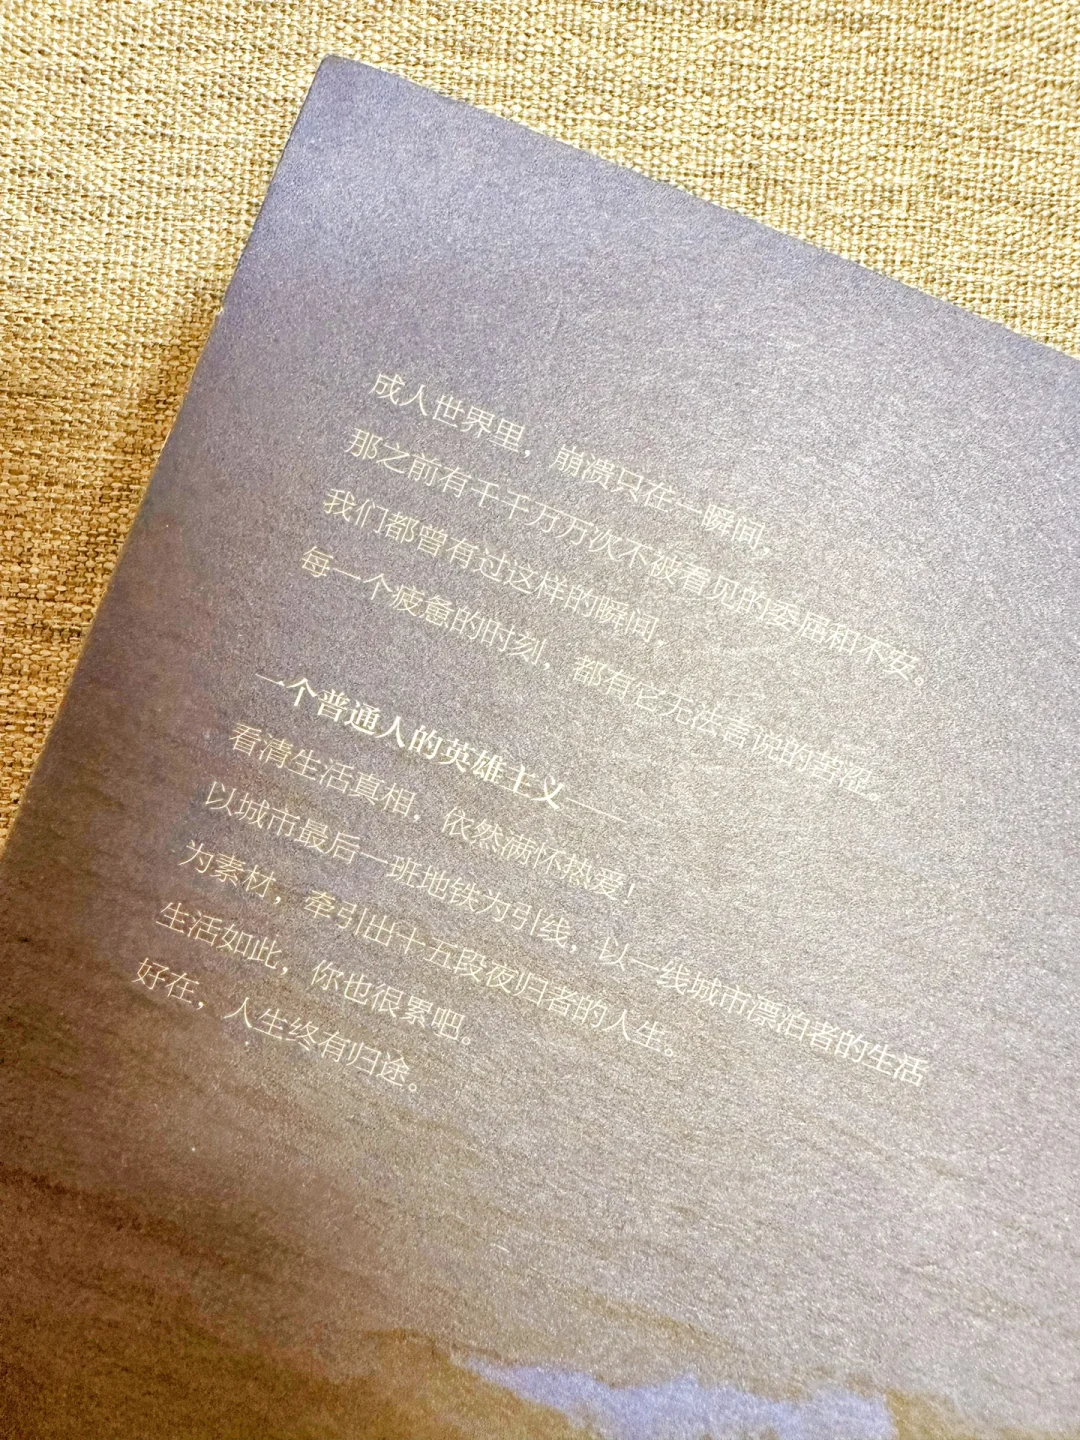 成人世界里，崩溃只在一瞬间，
那之前有千千万万次不被看见的委屈和不安。
我们都曾有过这样的瞬间，
每一个疲惫的时刻，都有它无法言说的苦涩。
一个普通人的英雄主义——
看清生活真相，依然满怀热爱！
以城市最后一班地铁为引线，以一线城市漂泊者的生活
为素材，牵引出十五段夜归者的人生。
生活如此，你也很累吧。
好在，人生终有归途。